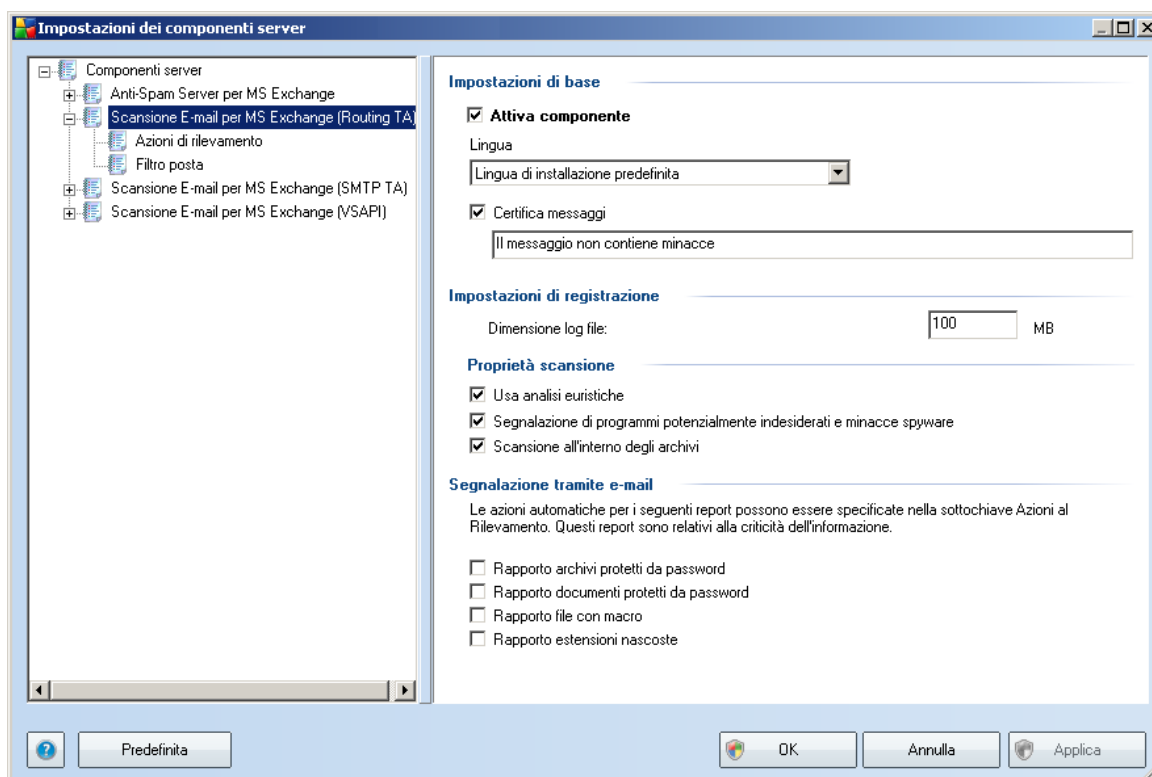 Impostazioni dei componenti server
Componenti server
Anti-Spam Server per MS Exchange
Scansione E-mail per MS Exchange (Routing TA)
Azioni di rilevamento
Filtro posta
Scansione E-mail per MS Exchange (SMTP TA)
Scansione E-mail per MS Exchange (VSAPI)
Impostazioni di base
Attiva componente
Lingua
Lingua di installazione predefinita
Certifica messaggi
Il messaggio non contiene minacce
Impostazioni di registrazione
Dimensione log file: 100 MB
Proprietà scansione
Usa analisi euristiche
Segnalazione di programmi potenzialmente indesiderati e minacce spyware
Scansione all'interno degli archivi
Segnalazione tramite e-mail
Le azioni automatiche per i seguenti report possono essere specificate nella sottochiave Azioni al
Rilevamento. Questi report sono relativi alla criticità dell'informazione.
Rapporto archivi protetti da password
Rapporto documenti protetti da password
Rapporto file con macro
Rapporto estensioni nascoste
? Predefinita OK Annulla Applica